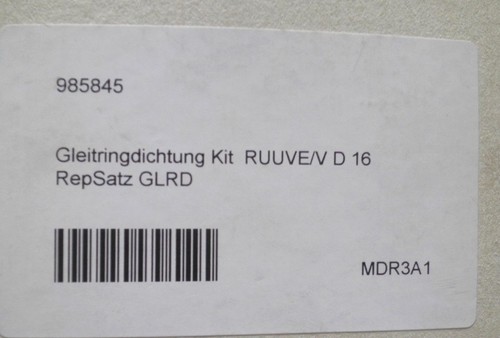 985845
Gleitringdichtung Kit RUUVE/V D 16
RepSatz GLRD
MDR3A1